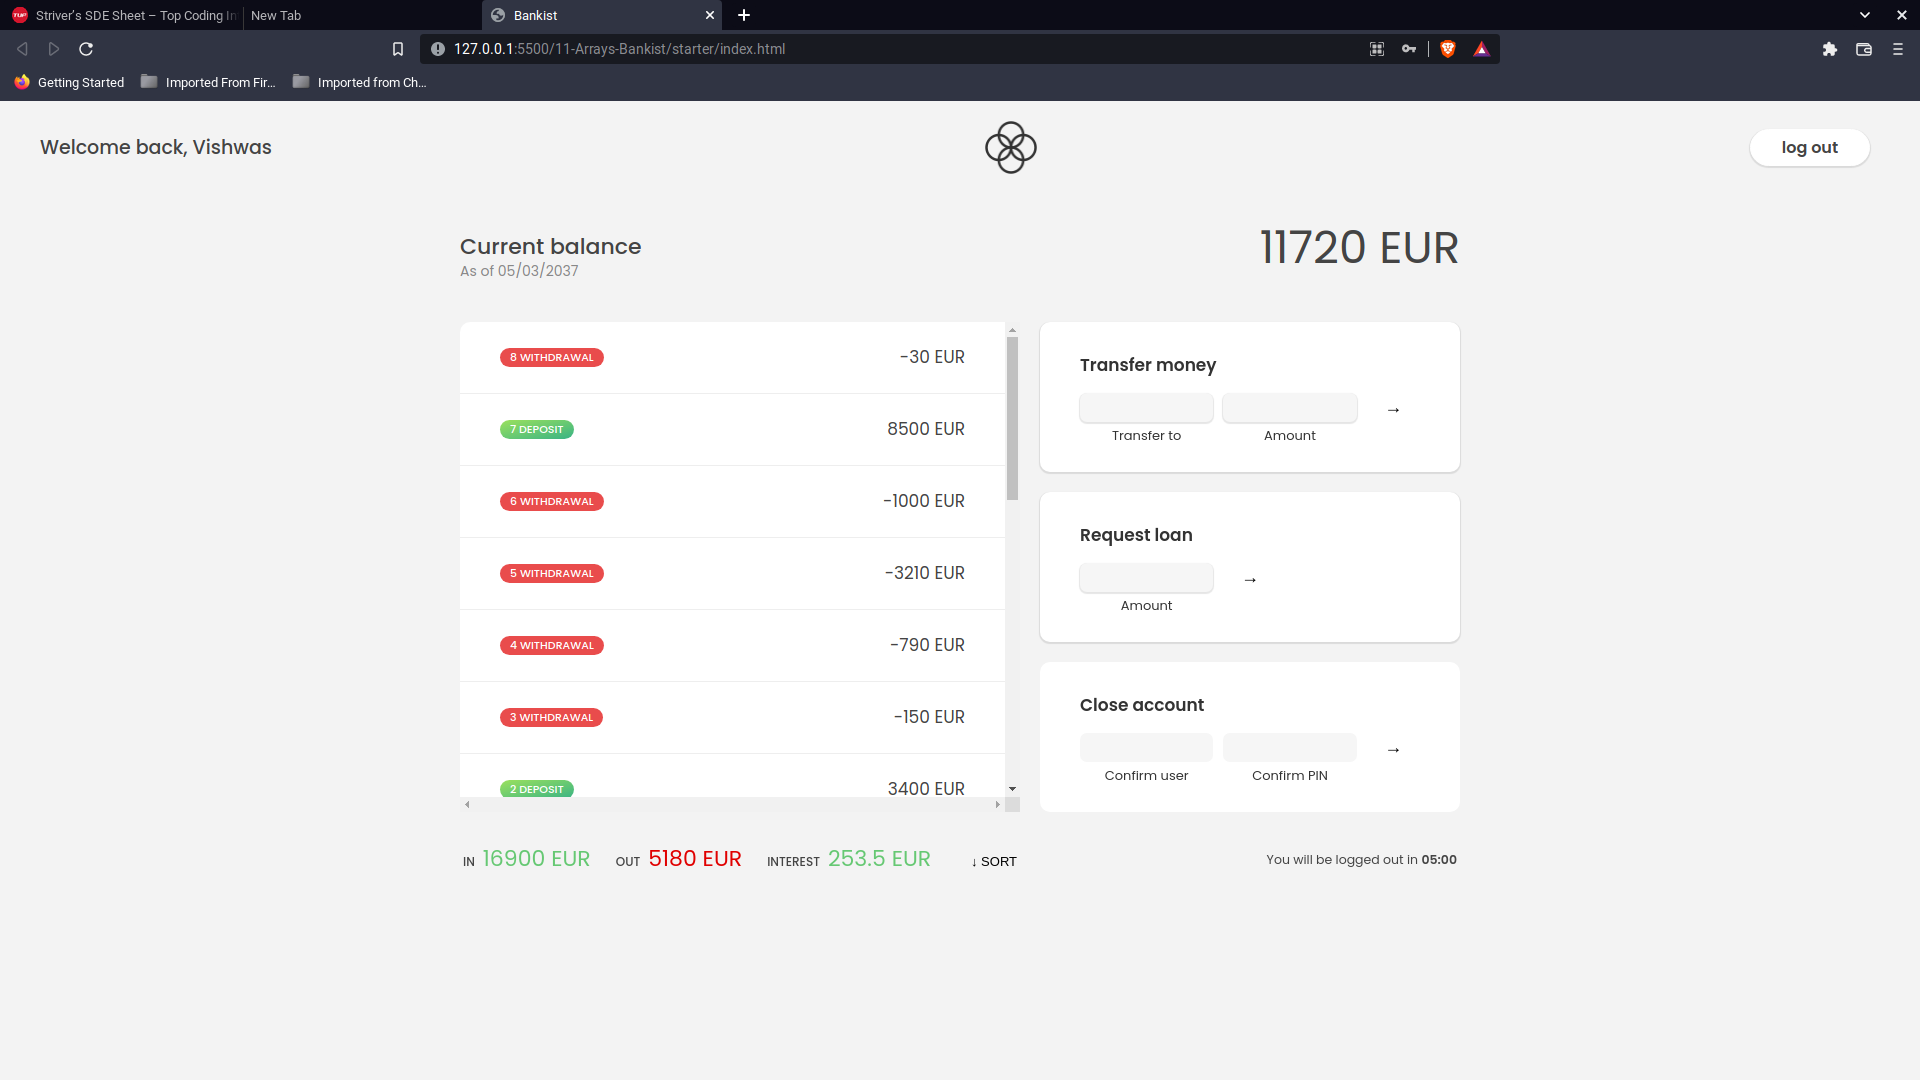 Striver's SDE Sheet – Top Coding In
New Tab
Bankist
127.0.0.1:5500/11-Arrays-Bankist/starter/index.html
Getting Started
Imported From Fir...
Imported from Ch...
Welcome back, Vishwas
log out
Current balance
As of 05/03/2037
11720 EUR
8 WITHDRAWAL
-30 EUR
7 DEPOSIT
8500 EUR
6 WITHDRAWAL
-1000 EUR
5 WITHDRAWAL
-3210 EUR
4 WITHDRAWAL
-790 EUR
3 WITHDRAWAL
-150 EUR
2 DEPOSIT
3400 EUR
Transfer money
→
Transfer to
Amount
Request loan
→
Amount
Close account
→
Confirm user
Confirm PIN
IN 16900 EUR
OUT 5180 EUR
INTEREST 253.5 EUR
↓ SORT
You will be logged out in 05:00